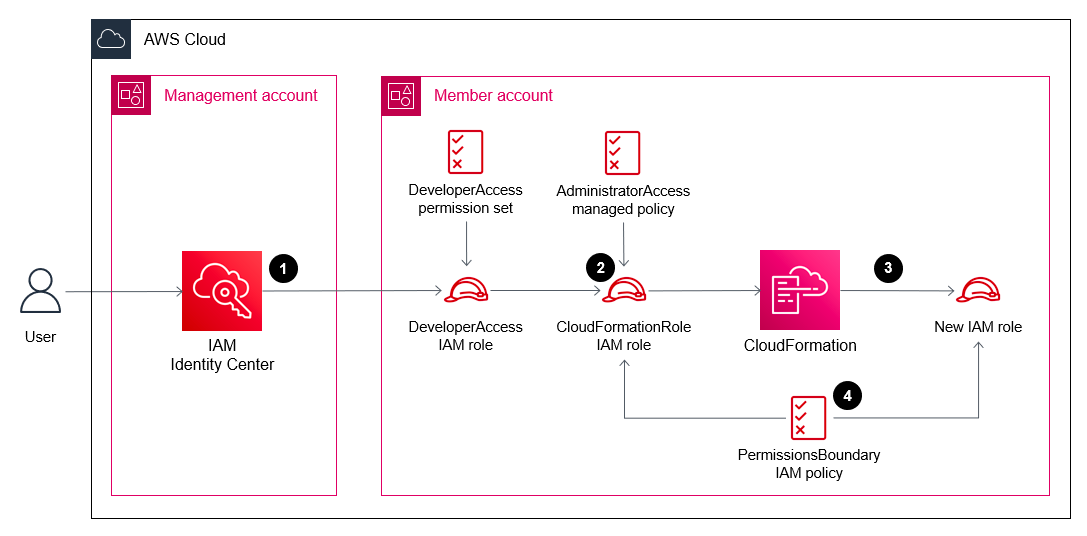 AWS Cloud
Management account
Member account
DeveloperAccess
permission set
AdministratorAccess
managed policy
1
2
3
User
IAM
Identity Center
DeveloperAccess
IAM role
CloudFormationRole
IAM role
CloudFormation
New IAM role
4
PermissionsBoundary
IAM policy